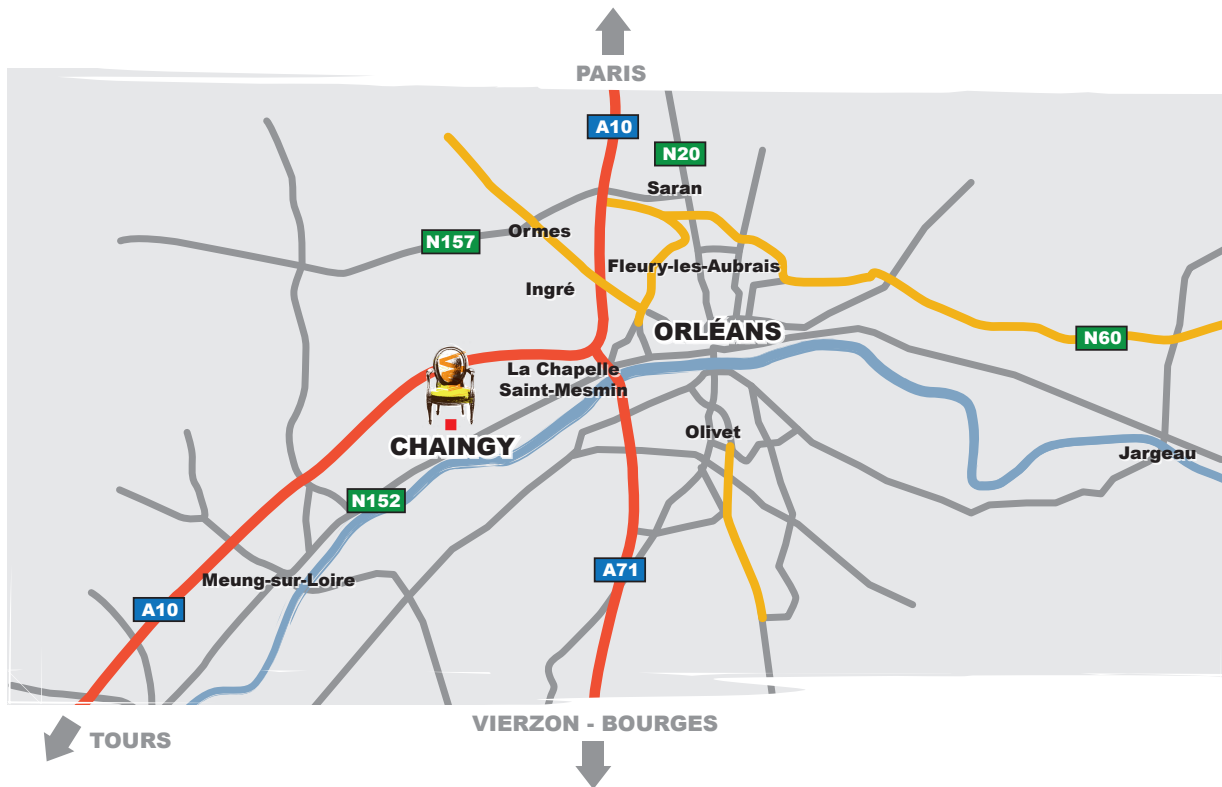 PARIS
A10
N20
Saran
Ormes
N157
Fleury-les-Aubrais
Ingré
ORLÉANS
N60
La Chapelle
Saint-Mesmin
Olivet
CHAINGY
Jargeau
N152
A71
Meung-sur-Loire
A10
VIERZON - BOURGES
TOURS